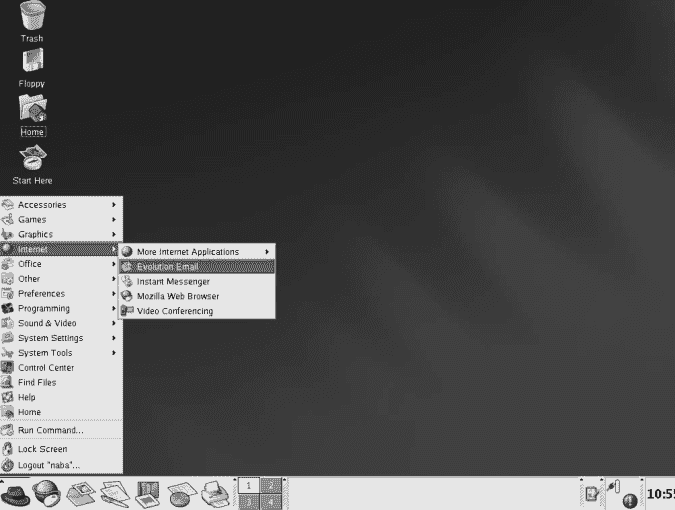 Trash
Floppy
Home
Start Here
Accessories
Games
Graphics
Internet
Office
Other
Preferences
Programming
Sound & Video
System Settings
System Tools
Control Center
Find Files
Help
Home
Run Command...
Lock Screen
Logout "naba"...
More Internet Applications
Evolution Email
Instant Messenger
Mozilla Web Browser
Video Conferencing
1
10:55